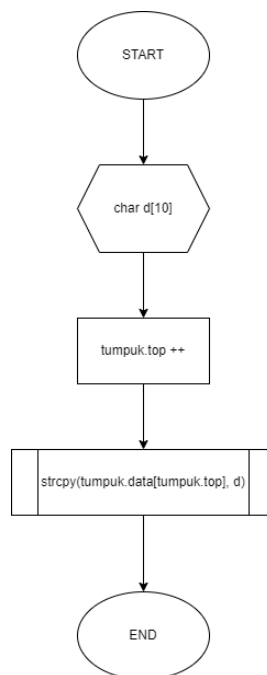 START
char d[10]
tumpuk.top ++
strcpy(tumpuk.data[tumpuk.top], d)
END